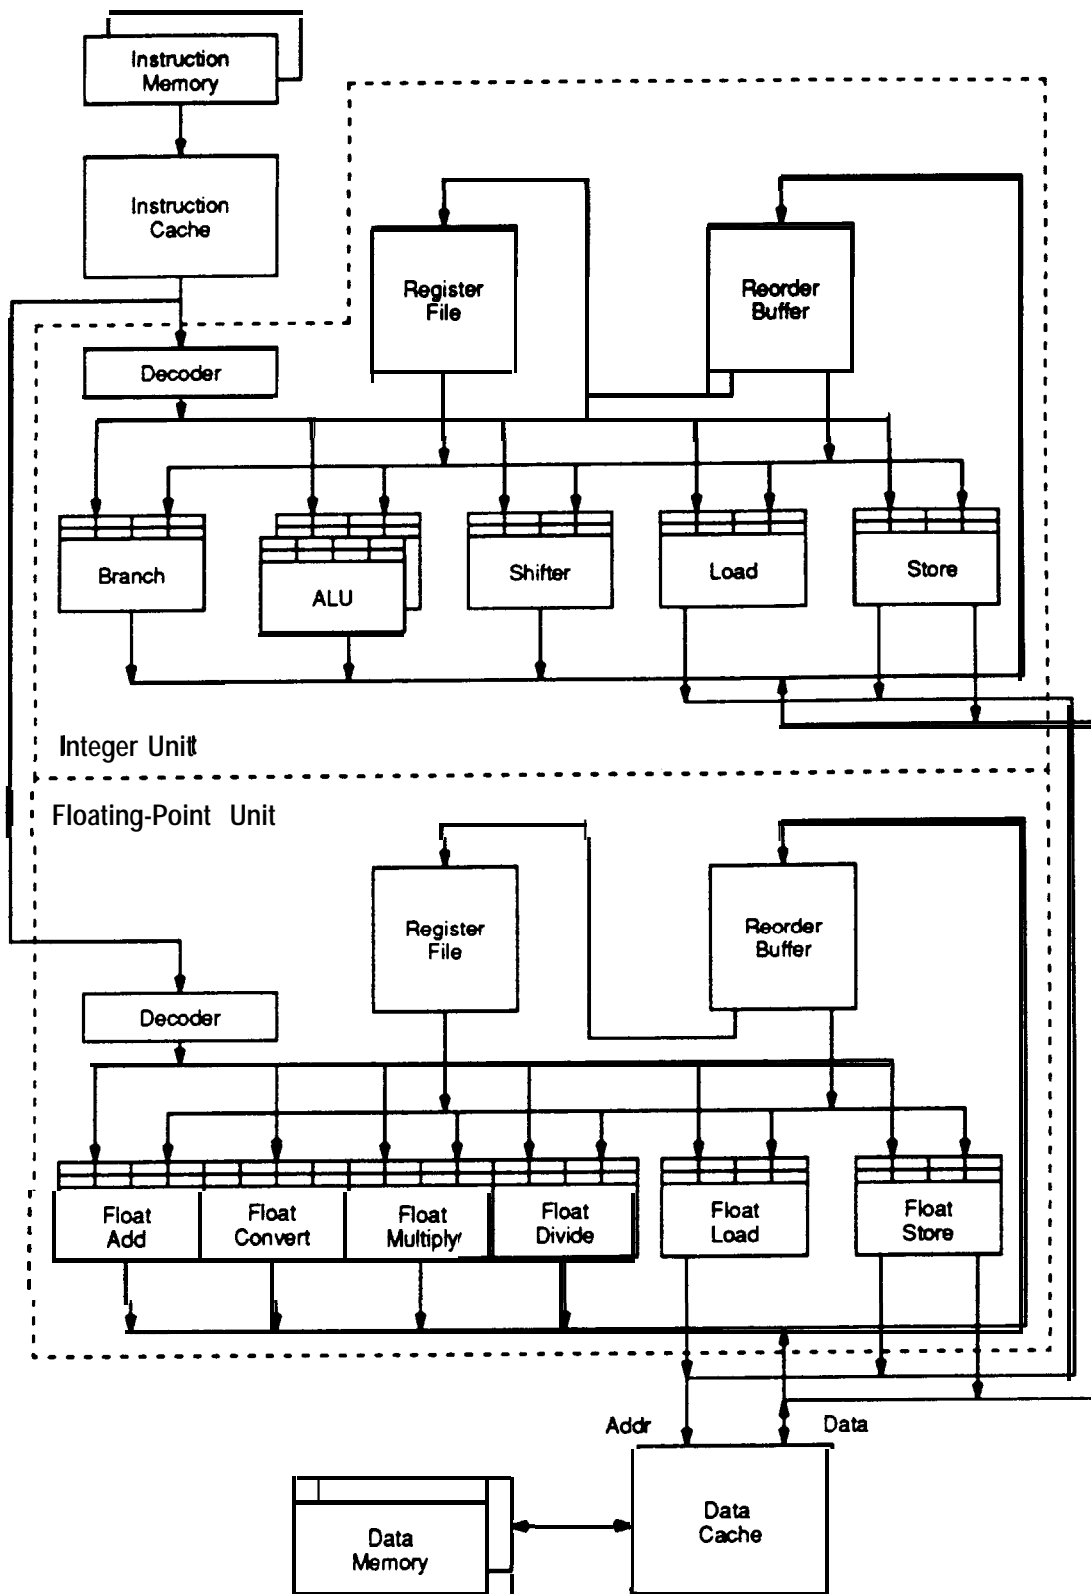 Instruction
Memory
Instruction
Cache
Register
File
Reorder
Buffer
Decoder
Branch
ALU
Shifter
Load
Store
Integer Unit
Floating-Point Unit
Register
File
Reorder
Buffer
Decoder
Float
Add
Float
Convert
Float
Multiply
Float
Divide
Float
Load
Float
Store
Addr
Data
Data
Cache
Data
Memory